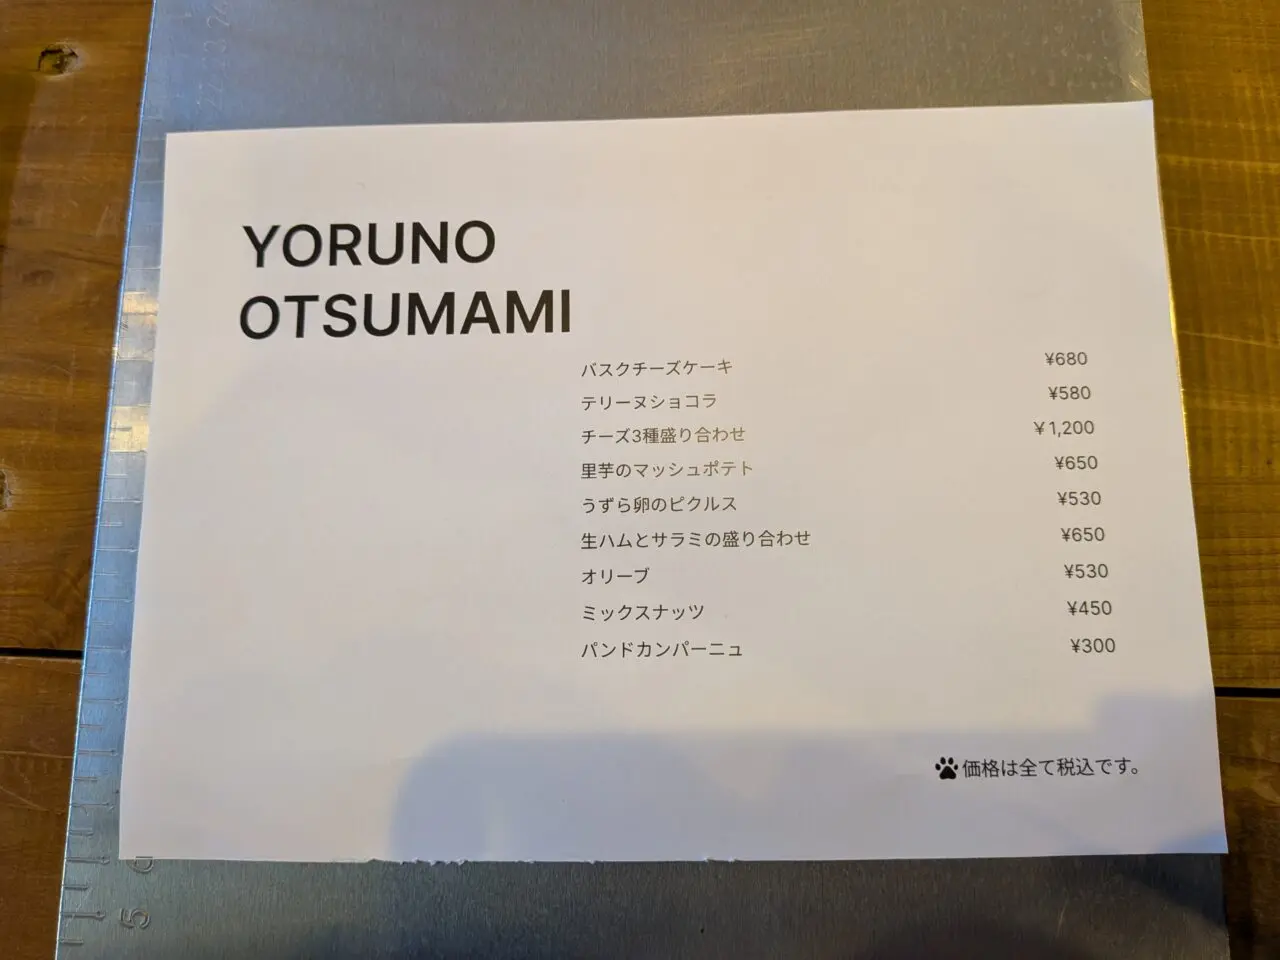 YORUNO
OTSUMAMI
バスクチーズケーキ ¥680
テリーヌショコラ ¥580
チーズ3種盛り合わせ ¥1,200
里芋のマッシュポテト ¥650
うずら卵のピクルス ¥530
生ハムとサラミの盛り合わせ ¥650
オリーブ ¥530
ミックスナッツ ¥450
パンドカンパーニュ ¥300
価格は全て税込です。
5